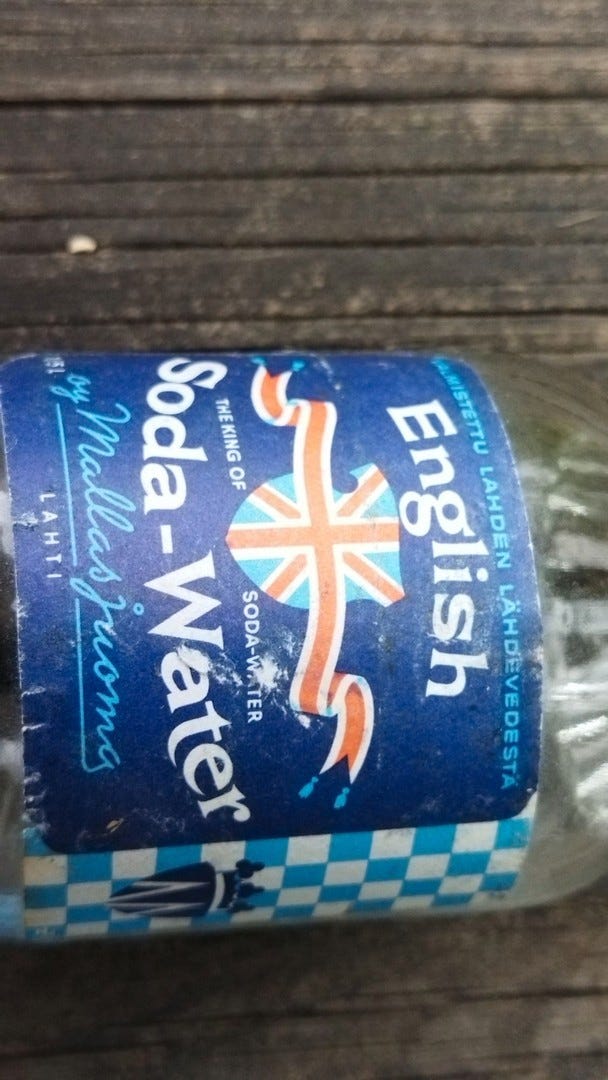 VALMISTETTU LAHDEN LÄHDEVEDESTÄ
English
THE KING OF SODA-WATER
Soda-Water
oy Mallasjuoma
LAHTI